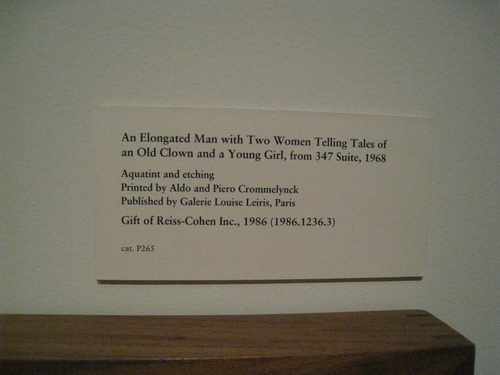 An Elongated Man with Two Women Telling Tales of
an Old Clown and a Young Girl, from 347 Suite, 1968
Aquatint and etching
Printed by Aldo and Piero Crommelynck
Published by Galerie Louise Leiris, Paris
Gift of Reiss-Cohen Inc., 1986 (1986.1236.3)
cat. P265